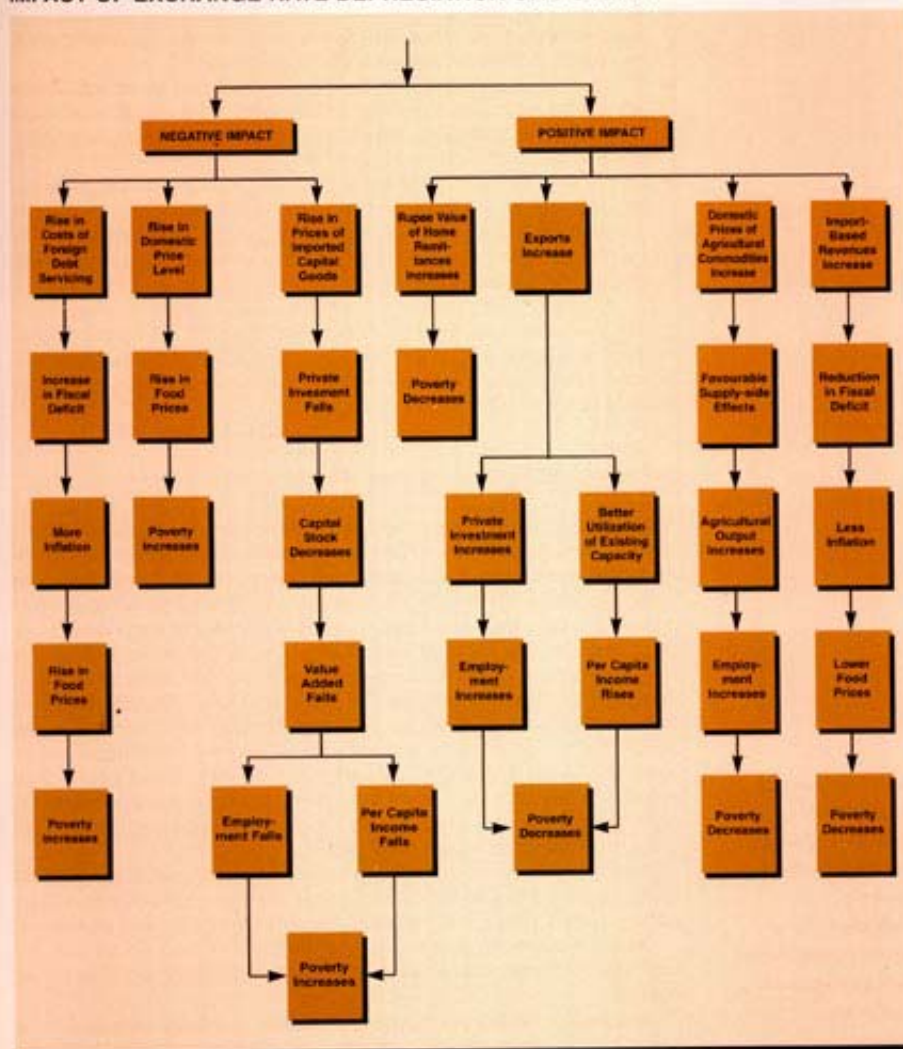 IMPACT OF EXCHANGE RATE DEPRECIATION
NEGATIVE IMPACT
POSITIVE IMPACT
Rise in
Costs of
Foreign
Debt
Servicing
Rise in
Domestic
Price
Level
Rise in
Prices of
Imported
Capital
Goods
Rupee Value
of Home
Remit-
tances
Increases
Exports
Increase
Domestic
Prices of
Agricultural
Commodities
Increase
Import-
Based
Revenues
Increase
Increase
in Fiscal
Deficit
Rise in
Food
Prices
Private
Invesment
Falls
Poverty
Decreases
Favourable
Supply-side
Effects
Reduction
in Fiscal
Deficit
More
Inflation
Poverty
Increases
Capital
Stock
Decreases
Private
Investment
Increases
Better
Utilization
of Existing
Capacity
Agricultural
Output
Increases
Less
Inflation
Rise in
Food
Prices
Value
Added
Falls
Employ-
ment
Increases
Per Capita
Income
Rises
Employ-
ment
Increases
Lower
Food
Prices
Poverty
Increases
Employ-
ment Falls
Per Capita
Income
Falls
Poverty
Decreases
Poverty
Decreases
Poverty
Decreases
Poverty
Increases